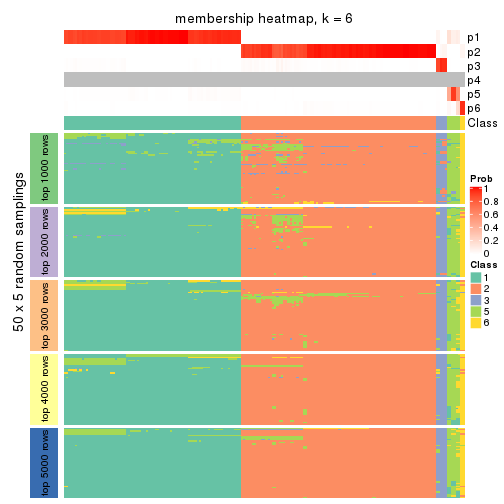 membership heatmap, k = 6
p1
p2
p3
p4
p5
p6
Class
50 x 5 random samplings
top 1000 rows
top 2000 rows
top 3000 rows
top 4000 rows
top 5000 rows
Prob
1
0.8
0.6
0.4
0.2
0
Class
1
2
3
5
6